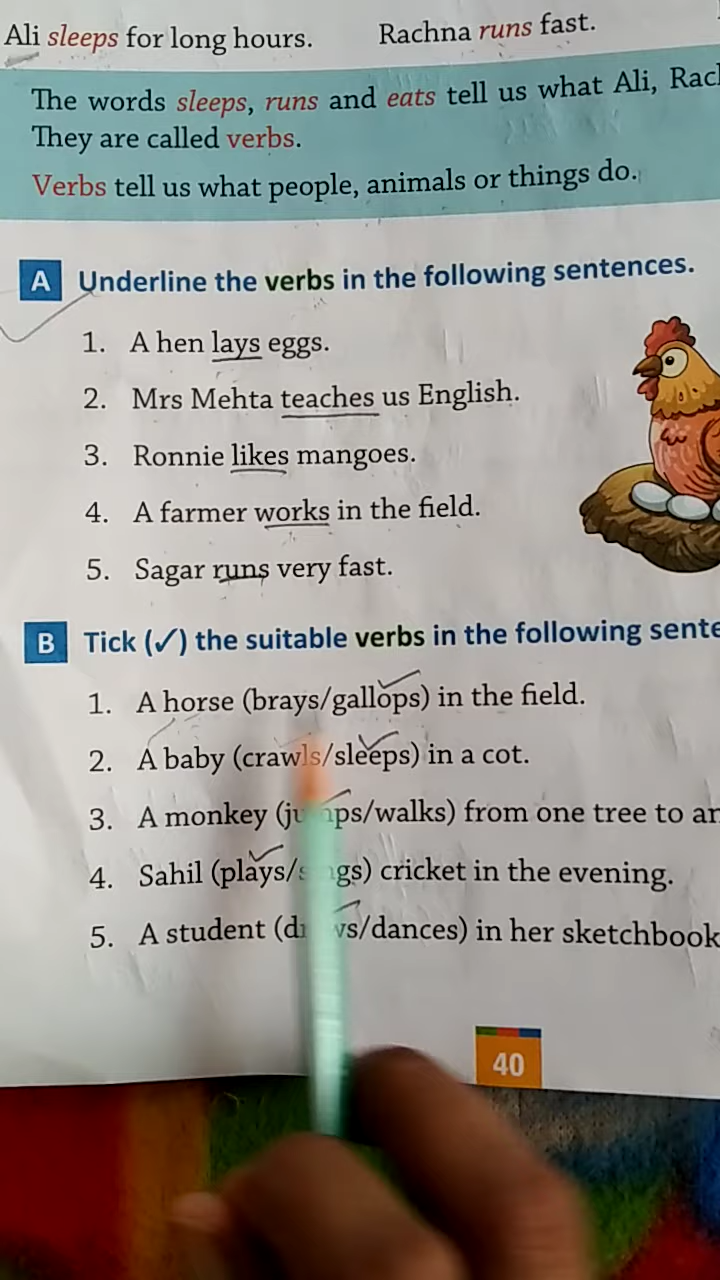 Ali sleeps for long hours. Rachna runs fast.
The words sleeps, runs and eats tell us what Ali,
They are called verbs.
Verbs tell us what people, animals or things do.
A Underline the verbs in the following sentences.
1. A hen lays eggs.
2. Mrs Mehta teaches us English.
3. Ronnie likes mangoes.
4. A farmer works in the field.
5. Sagar runs very fast.
B Tick (✓) the suitable verbs in the following
1. A horse (brays/gallops) in the field.
2. A baby (crawls/sleeps) in a cot.
3. A monkey (/walks) from one tree to
4. Sahil (plays/) cricket in the evening.
5. A student (/dances) in her sketchbook
40